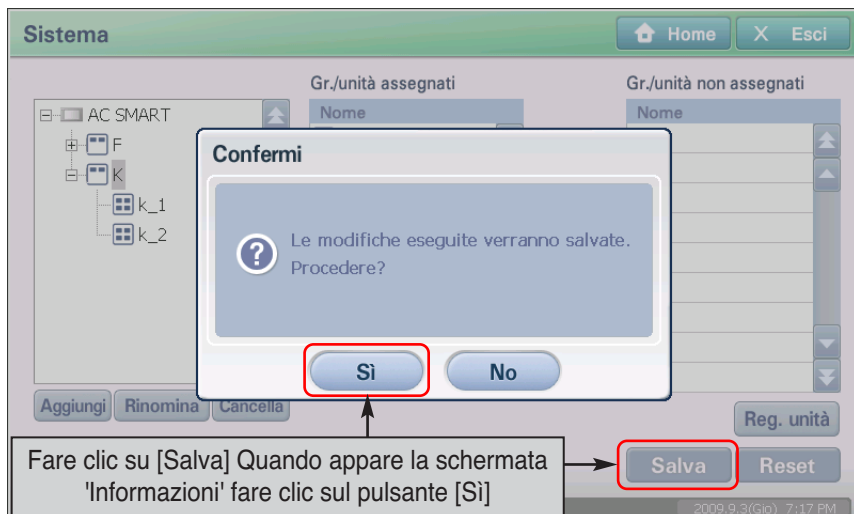 Sistema
Home
X Esci
Gr./unità assegnati
Gr./unità non assegnati
AC SMART
Nome
Nome
F
K
k_1
k_2
Confermi
Le modifiche eseguite verranno salvate.
Procedere?
Sì
No
Aggiungi
Rinomina
Cancella
Reg. unità
Fare clic su [Salva] Quando appare la schermata
'Informazioni' fare clic sul pulsante [Sì]
Salva
Reset
2009.9.3(Gio) 7:17 PM